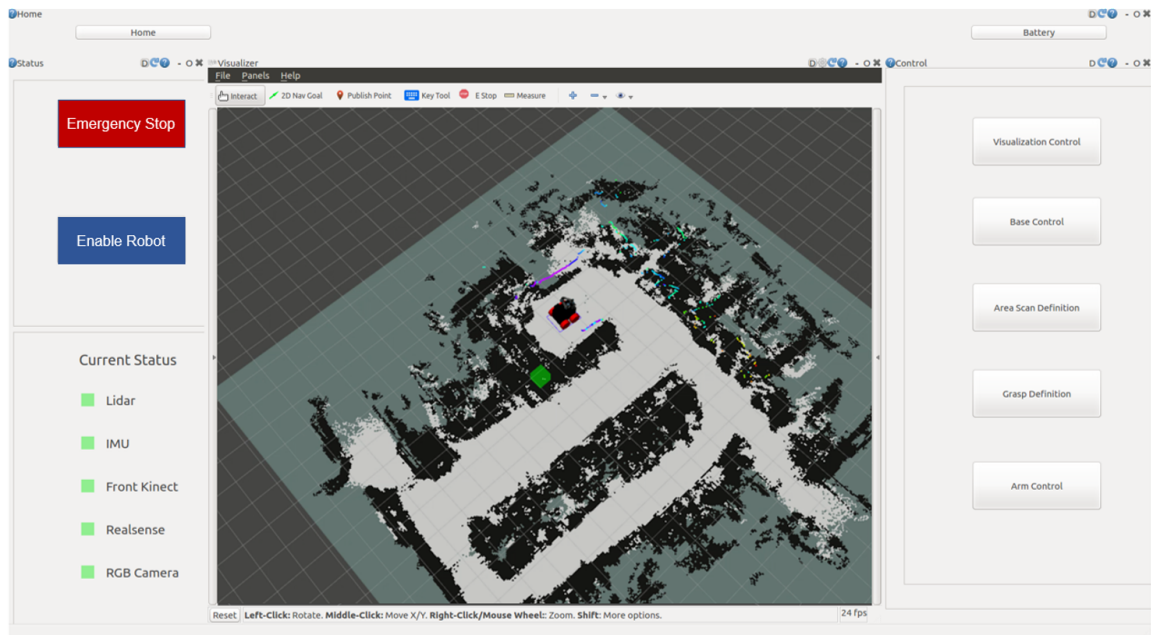 Home
Home
Battery
Status
Visualizer
Control
File Panels Help
Interact 2D Nav Goal Publish Point Key Tool E Stop Measure
Emergency Stop
Enable Robot
Current Status
Lidar
IMU
Front Kinect
Realsense
RGB Camera
Visualization Control
Base Control
Area Scan Definition
Grasp Definition
Arm Control
Reset Left-Click: Rotate. Middle-Click: Move X/Y. Right-Click/Mouse Wheel:: Zoom. Shift: More options.
24 fps